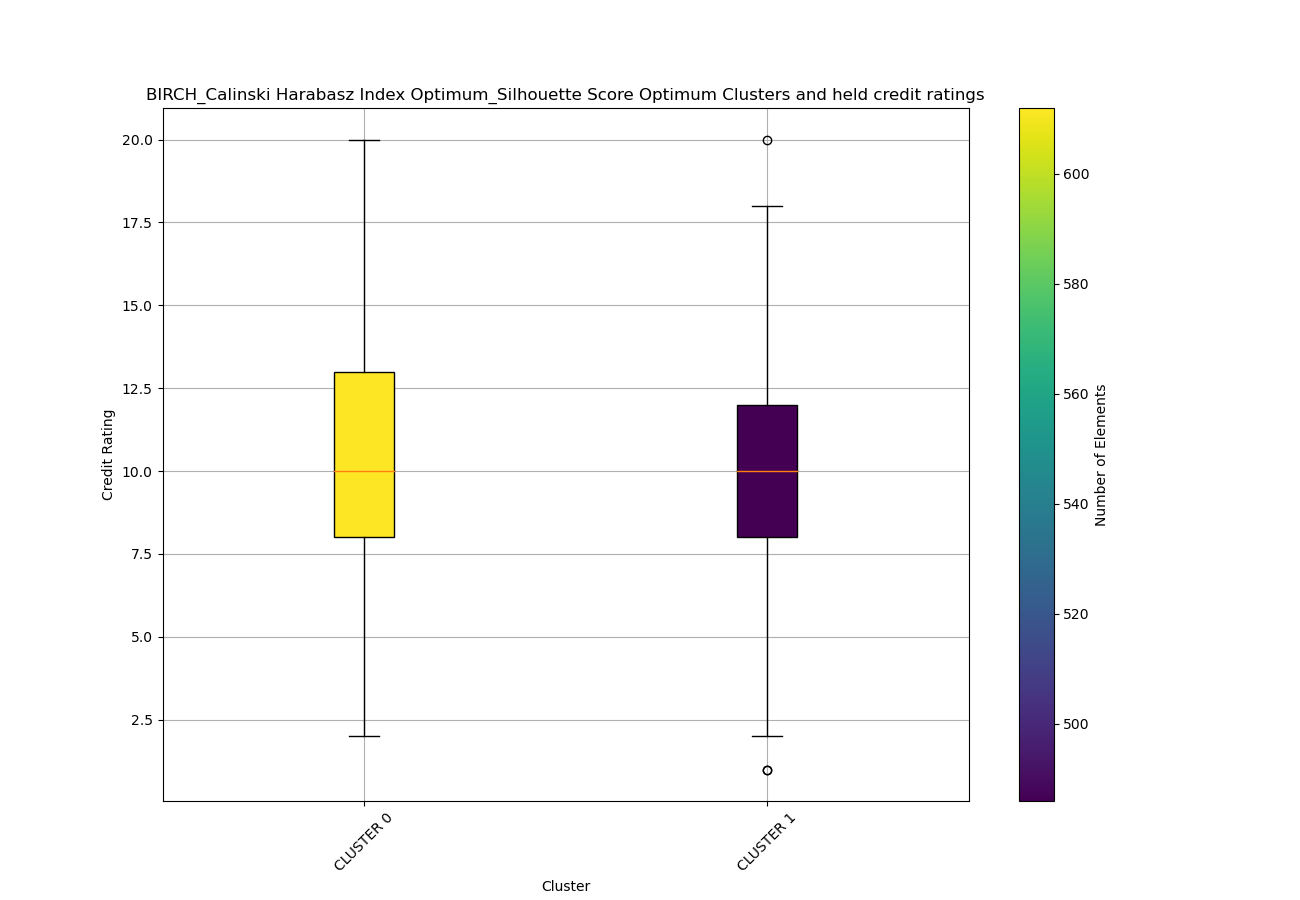 BIRCH_Calinski Harabasz Index Optimum_Silhouette Score Optimum Clusters and held credit ratings
20.0
17.5
15.0
12.5
10.0
7.5
5.0
2.5
Credit Rating
CLUSTER 0
CLUSTER 1
Cluster
600
580
560
540
520
500
Number of Elements